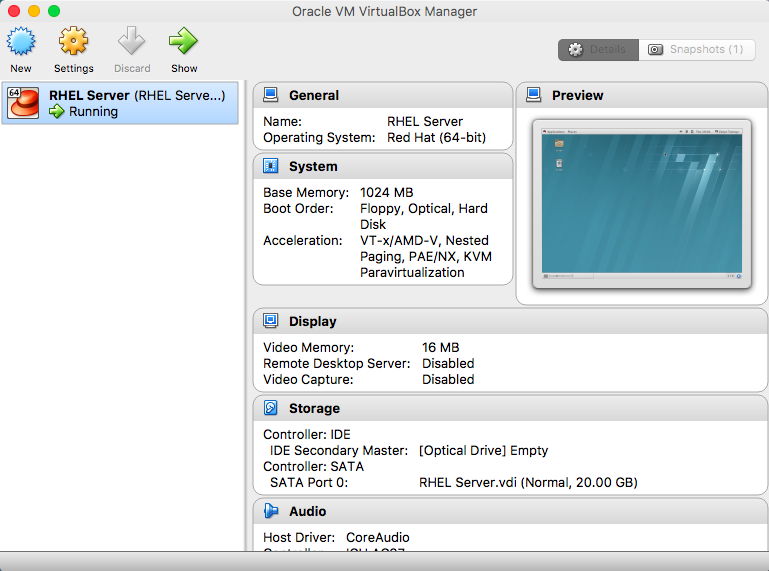 Oracle VM VirtualBox Manager
New Settings Discard Show
Details Snapshots (1)
64
RHEL Server (RHEL Serve...)
Running
General
Name: RHEL Server
Operating System: Red Hat (64-bit)
Preview
System
Base Memory: 1024 MB
Boot Order: Floppy, Optical, Hard
Disk
Acceleration: VT-x/AMD-V, Nested
Paging, PAE/NX, KVM
Paravirtualization
Display
Video Memory: 16 MB
Remote Desktop Server: Disabled
Video Capture: Disabled
Storage
Controller: IDE
IDE Secondary Master: [Optical Drive] Empty
Controller: SATA
SATA Port 0: RHEL Server.vdi (Normal, 20.00 GB)
Audio
Host Driver: CoreAudio